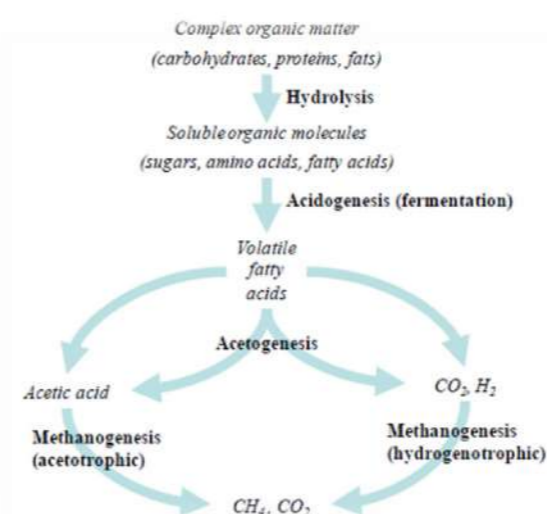 Complex organic matter
(carbohydrates, proteins, fats)
Hydrolysis
Soluble organic molecules
(sugars, amino acids, fatty acids)
Acidogenesis (fermentation)
Volatile
fatty
acids
Acetogenesis
Acetic acid
CO₂, H₂
Methanogenesis
(acetotrophic)
Methanogenesis
(hydrogenotrophic)
CH₄, CO₂